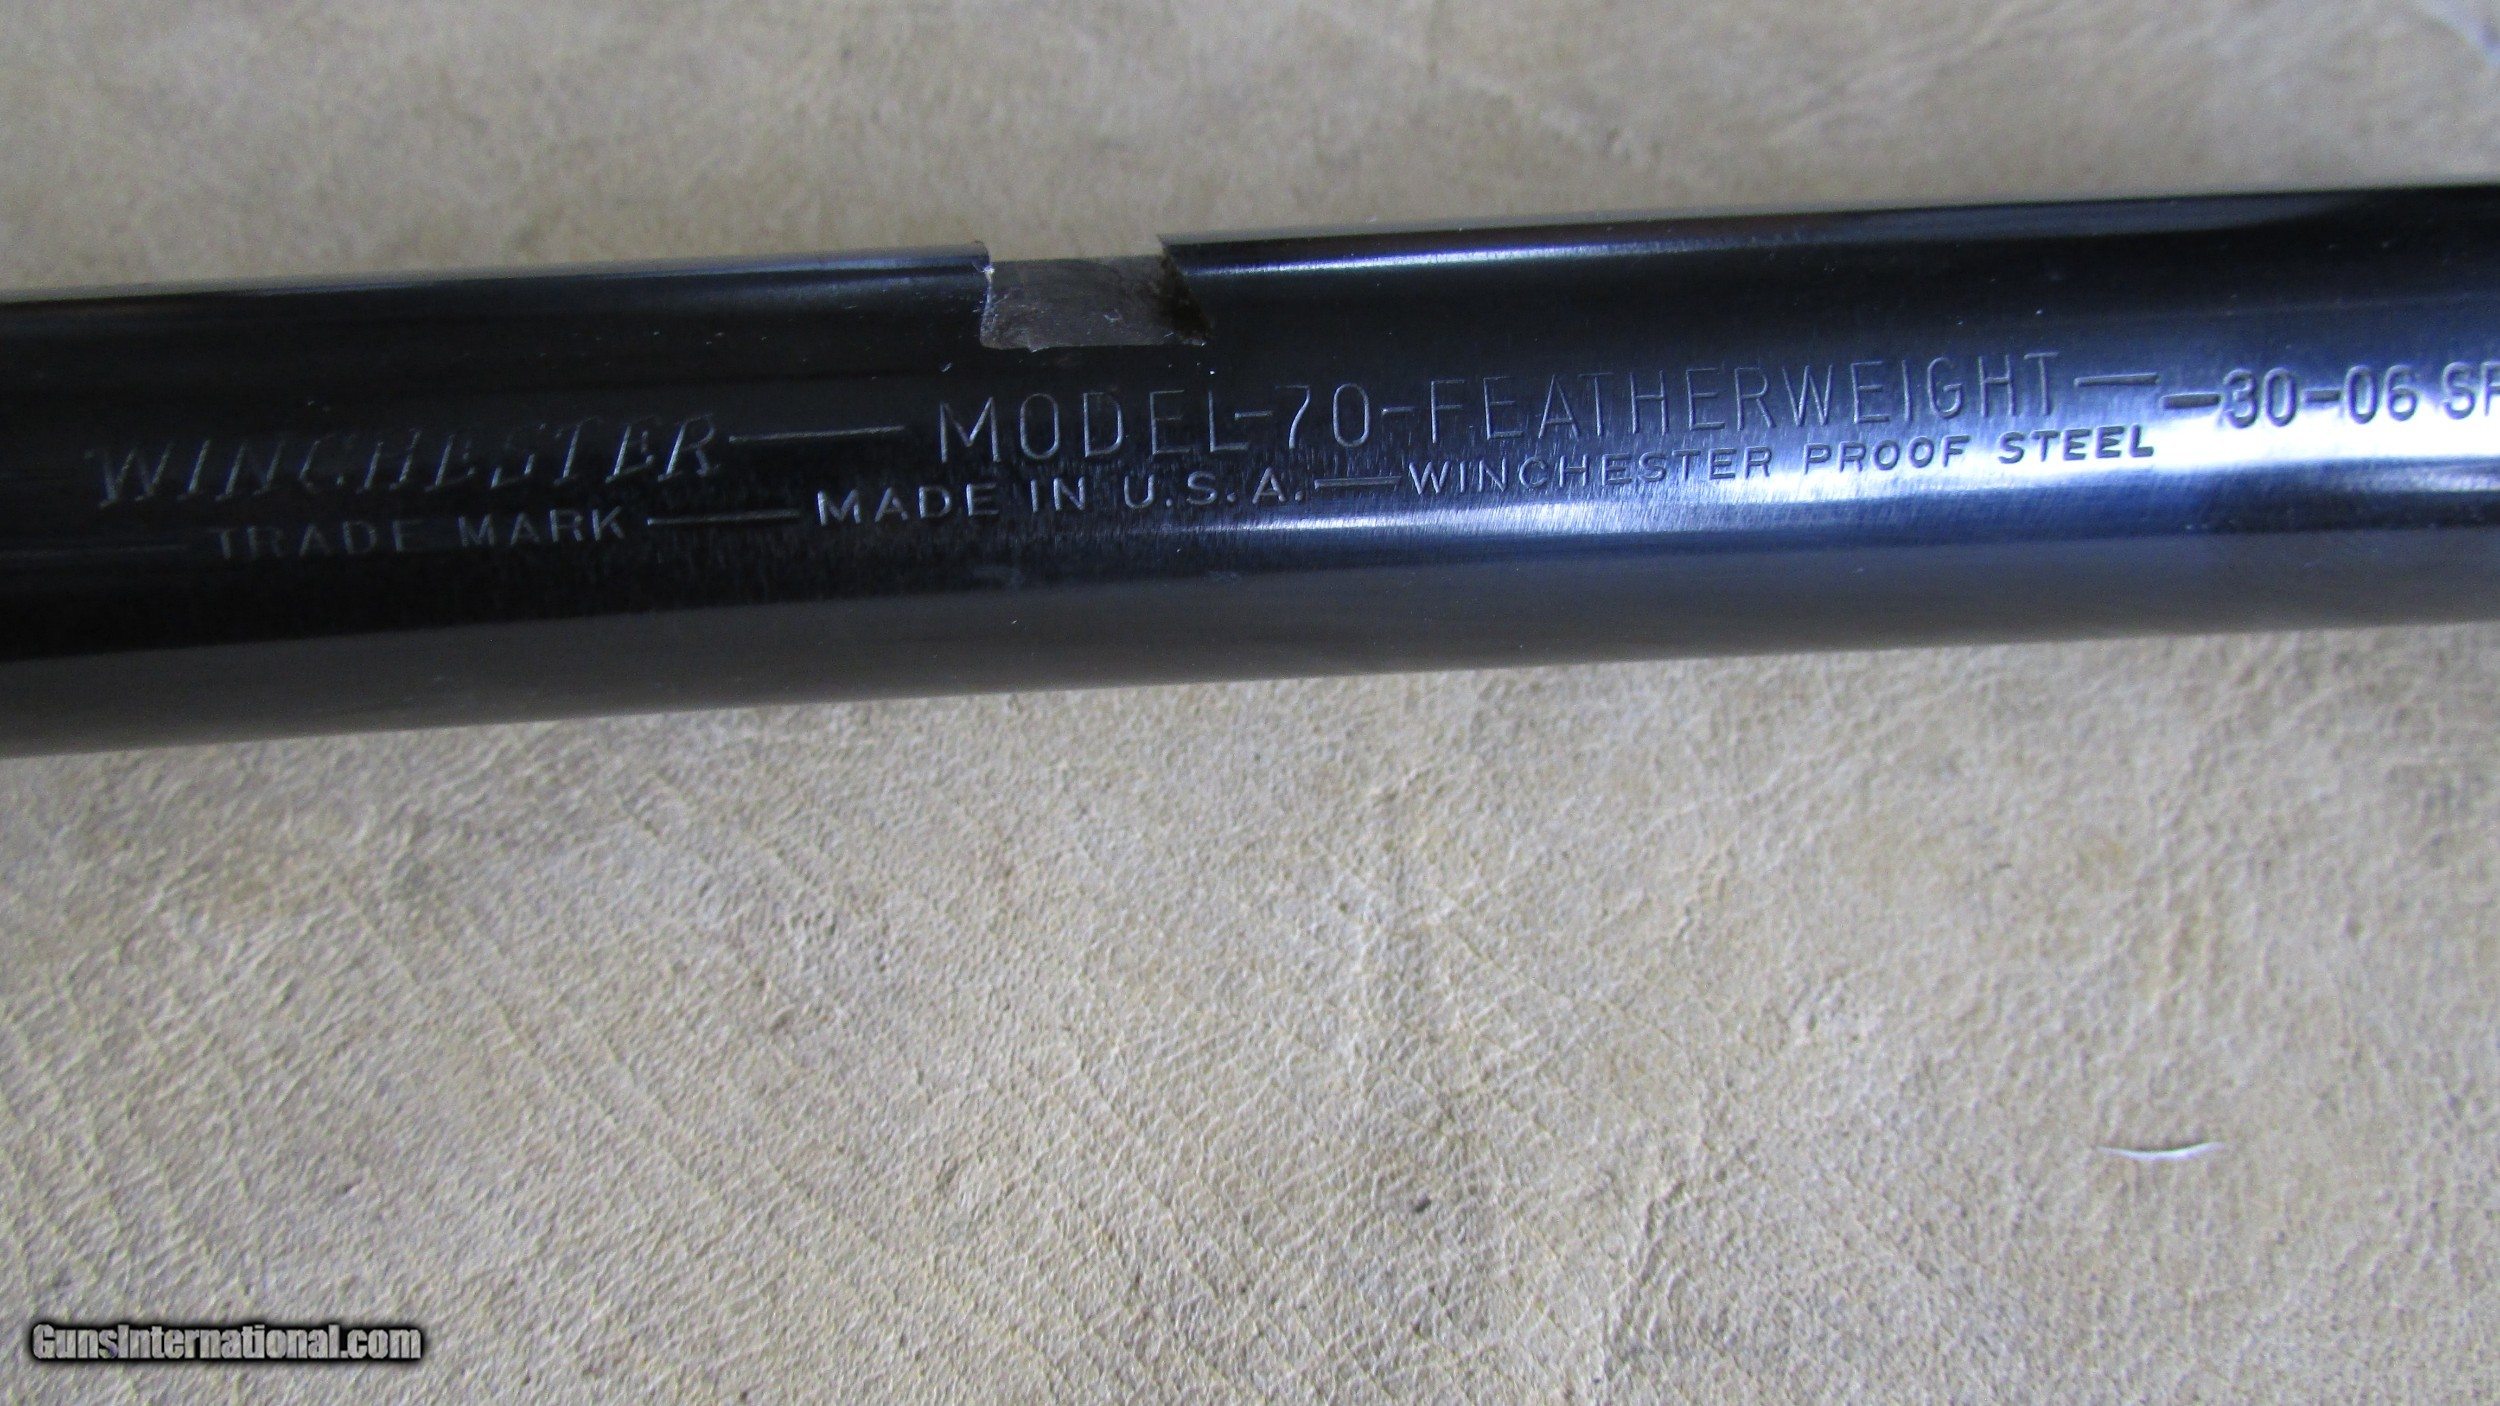 WINCHESTER — MODEL-70-FEATHERWEIGHT — -30-06
TRADE MARK — MADE IN U.S.A. — WINCHESTER PROOF STEEL
GunsInternational.com